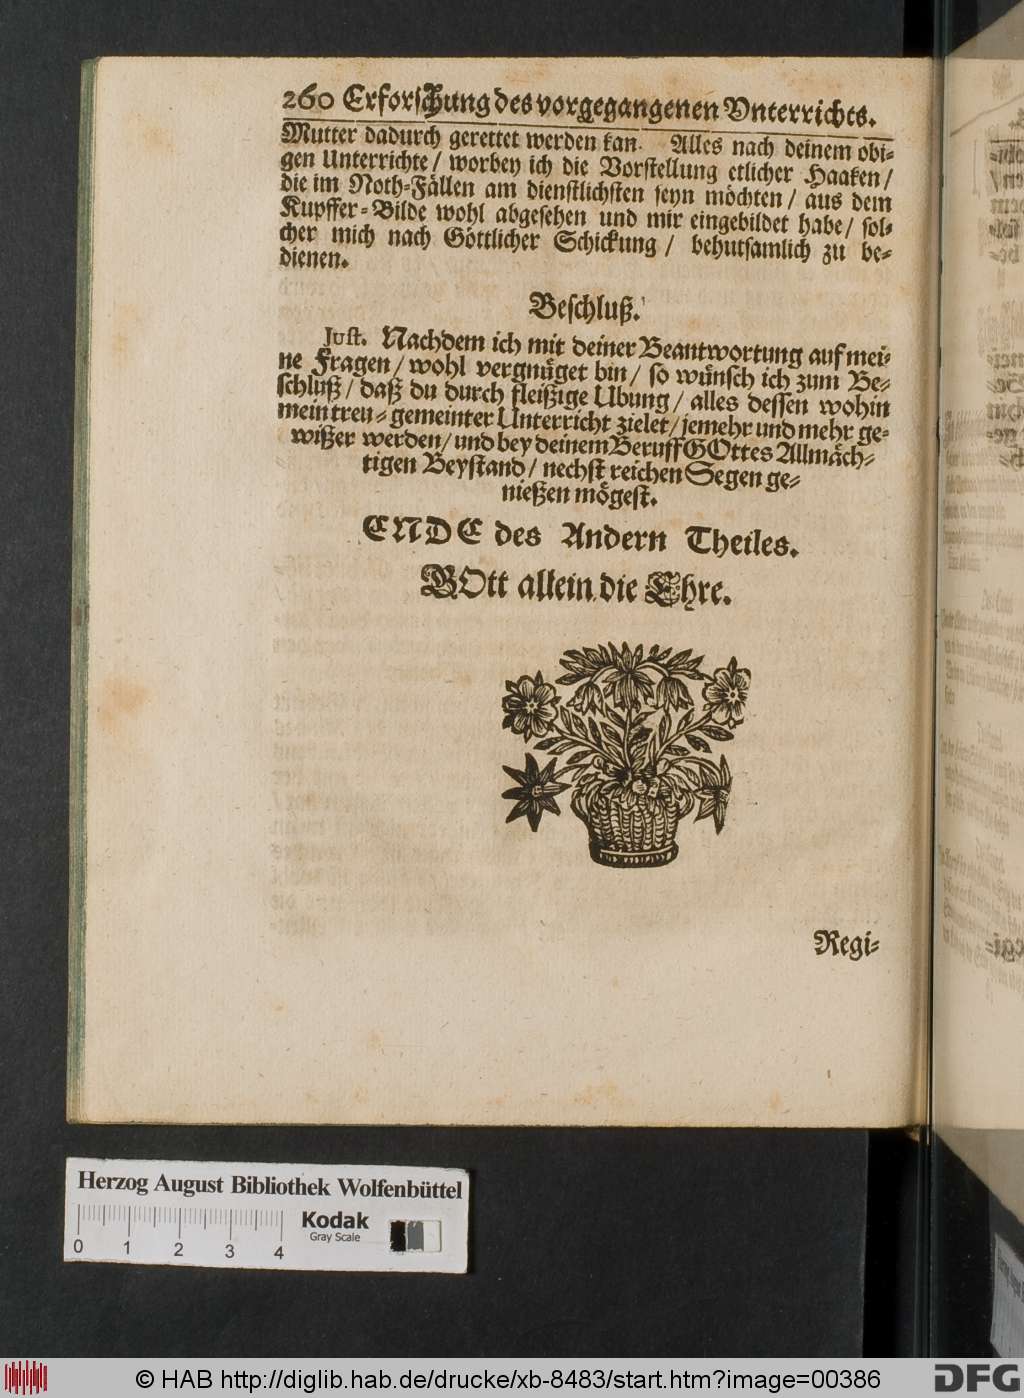 260 Erforschung des vorgegangenen Vnterrichts.
Mutter dadurch gerettet werden kan. Alles nach deinem obi-
gen Unterrichte / worbey ich die Vorstellung etlicher Haaken /
die im Noth-Fällen am dienstlichsten seyn möchten / aus dem
Kupffer-Bilde wohl abgesehen und mir eingebildet habe / sol-
cher mich nach Göttlicher Schickung / behutsamlich zu be-
dienen.
Beschluß.
Just. Nachdem ich mit deiner Beantwortung auf mei-
ne Fragen / wohl vergnüget bin / so wünsch ich zum Be-
schluß / daß du durch fleißige Ubung / alles dessen wohin
mein treu-gemeinter Unterricht zielet / jemehr und mehr ge-
wißer werden / und bey deinem Beruff GOttes Allmäch-
tigen Beystand / nechst reichen Segen ge-
nießen mögest.
ENDE des Andern Theiles.
GOtt allein die Ehre.
Regi-
Herzog August Bibliothek Wolfenbüttel
Kodak
Gray Scale
0 1 2 3 4
© HAB http://diglib.hab.de/drucke/xb-8483/start.htm?image=00386
DFG